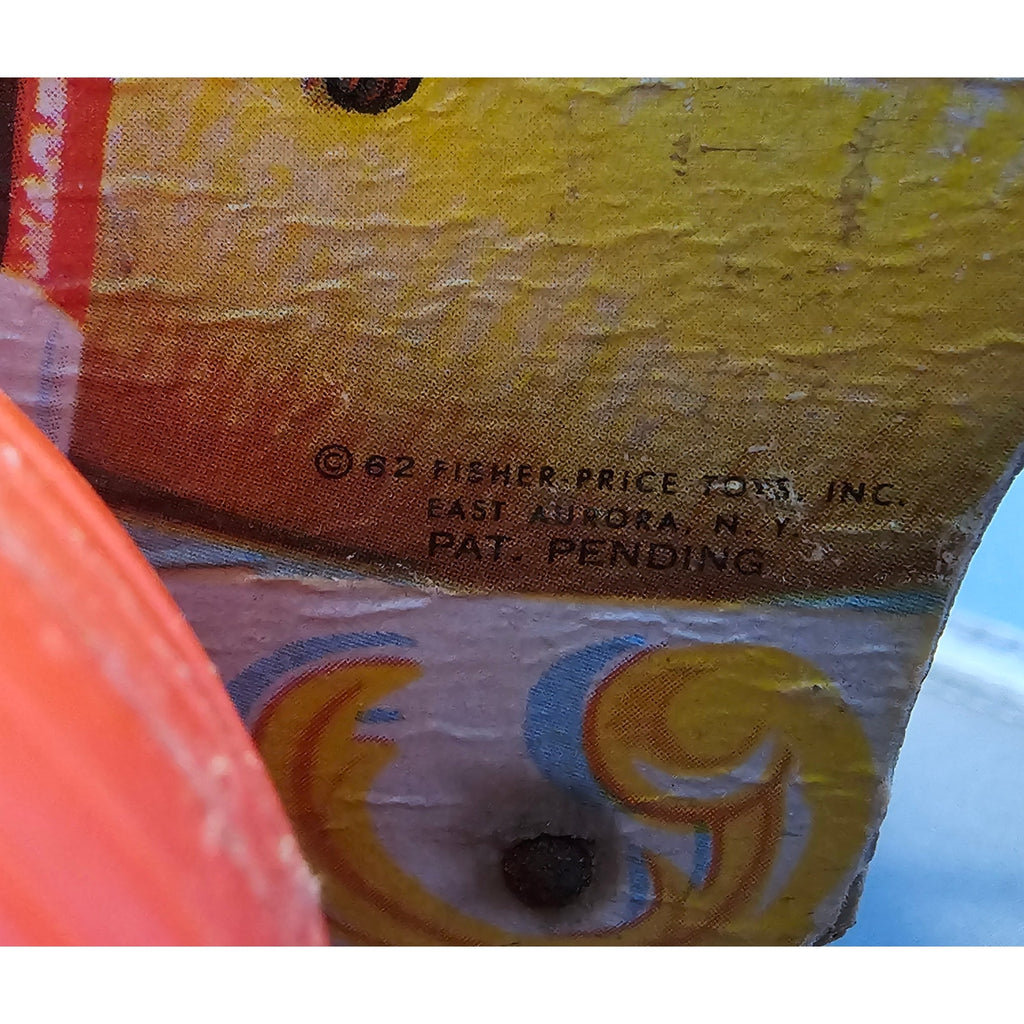 © 62 FISHER-PRICE TOYS, INC.
EAST AURORA, N. Y.
PAT. PENDING